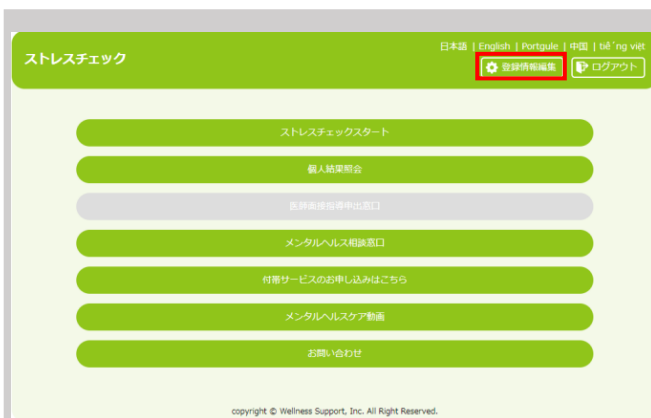 日本語 | English | Portgule | 中国 | tiê´ng việt
ストレスチェック
登録情報編集
ログアウト
ストレスチェックスタート
個人結果照会
医師面接指導申出窓口
メンタルヘルス相談窓口
付帯サービスのお申し込みはこちら
メンタルヘルスケア動画
お問い合わせ
copyright © Wellness Support, Inc. All Right Reserved.